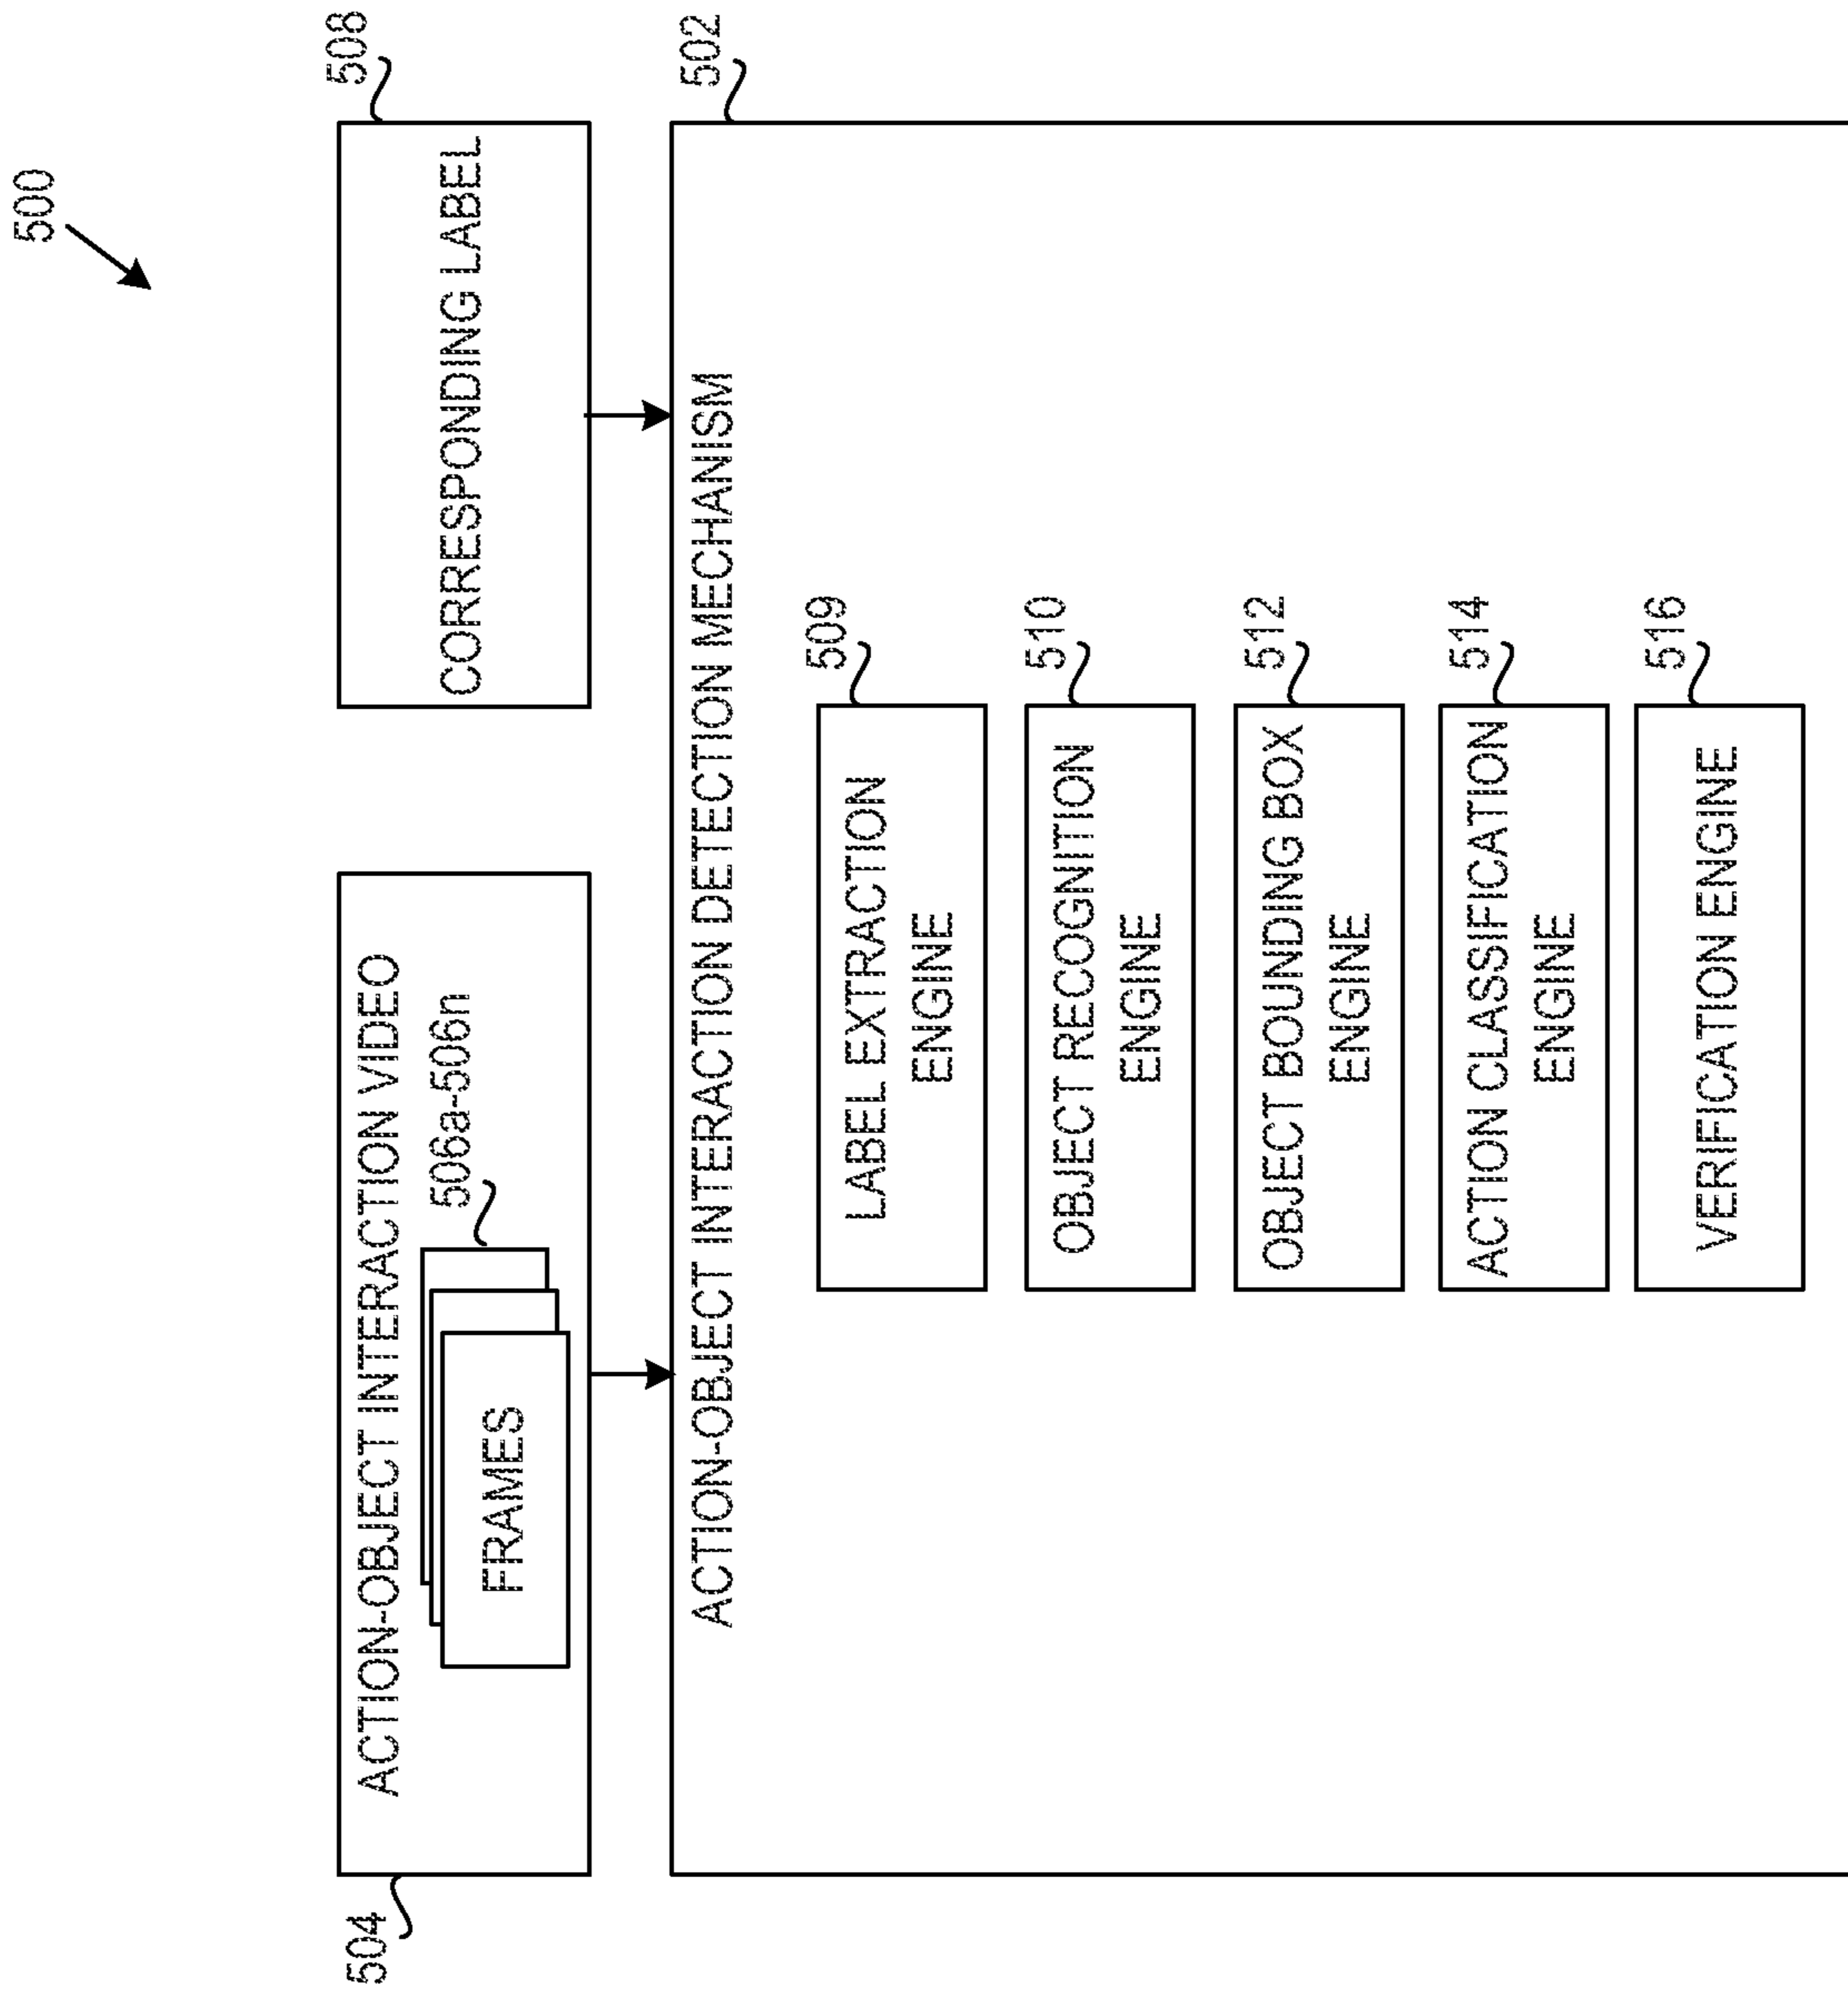 500
504
ACTION-OBJECT INTERACTION VIDEO
506a-506n
FRAMES
508
CORRESPONDING LABEL
502
ACTION-OBJECT INTERACTION DETECTION MECHANISM
509
LABEL EXTRACTION
ENGINE
510
OBJECT RECOGNITION
ENGINE
512
OBJECT BOUNDING BOX
ENGINE
514
ACTION CLASSIFICATION
ENGINE
516
VERIFICATION ENGINE